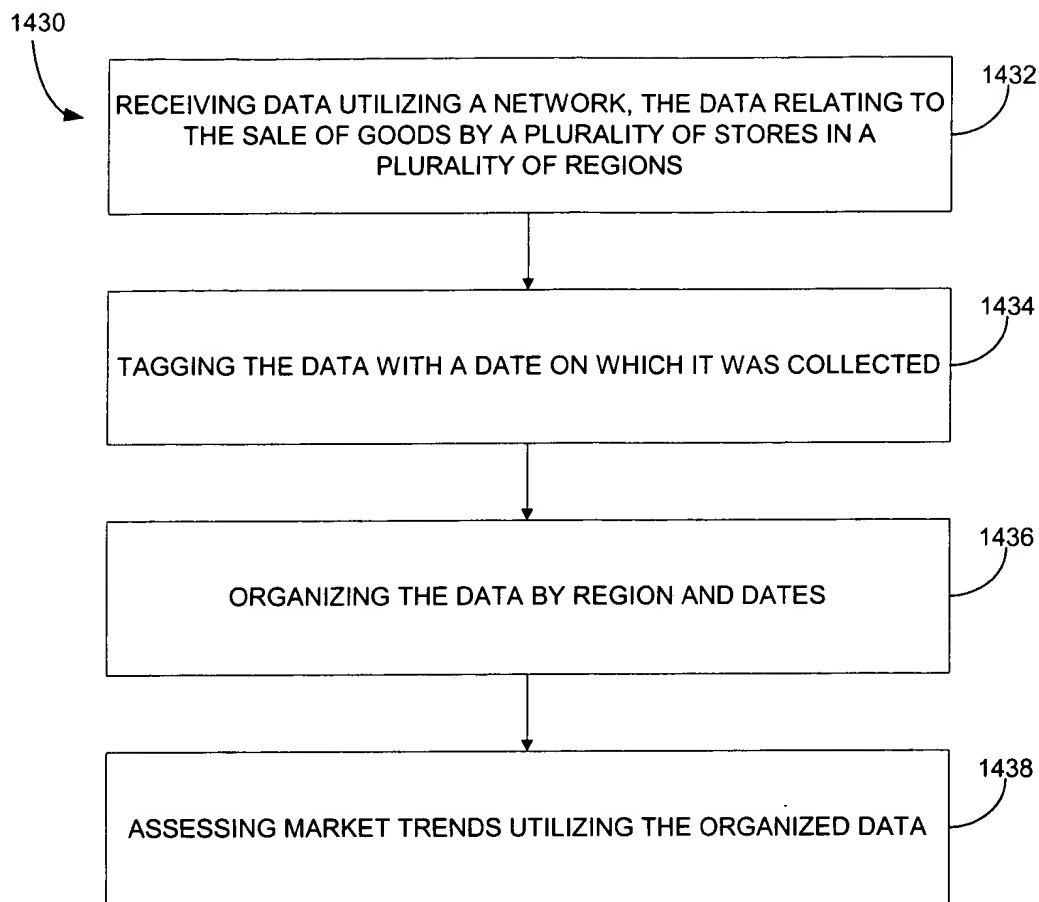 1430
1432
RECEIVING DATA UTILIZING A NETWORK, THE DATA RELATING TO
THE SALE OF GOODS BY A PLURALITY OF STORES IN A
PLURALITY OF REGIONS
1434
TAGGING THE DATA WITH A DATE ON WHICH IT WAS COLLECTED
1436
ORGANIZING THE DATA BY REGION AND DATES
1438
ASSESSING MARKET TRENDS UTILIZING THE ORGANIZED DATA